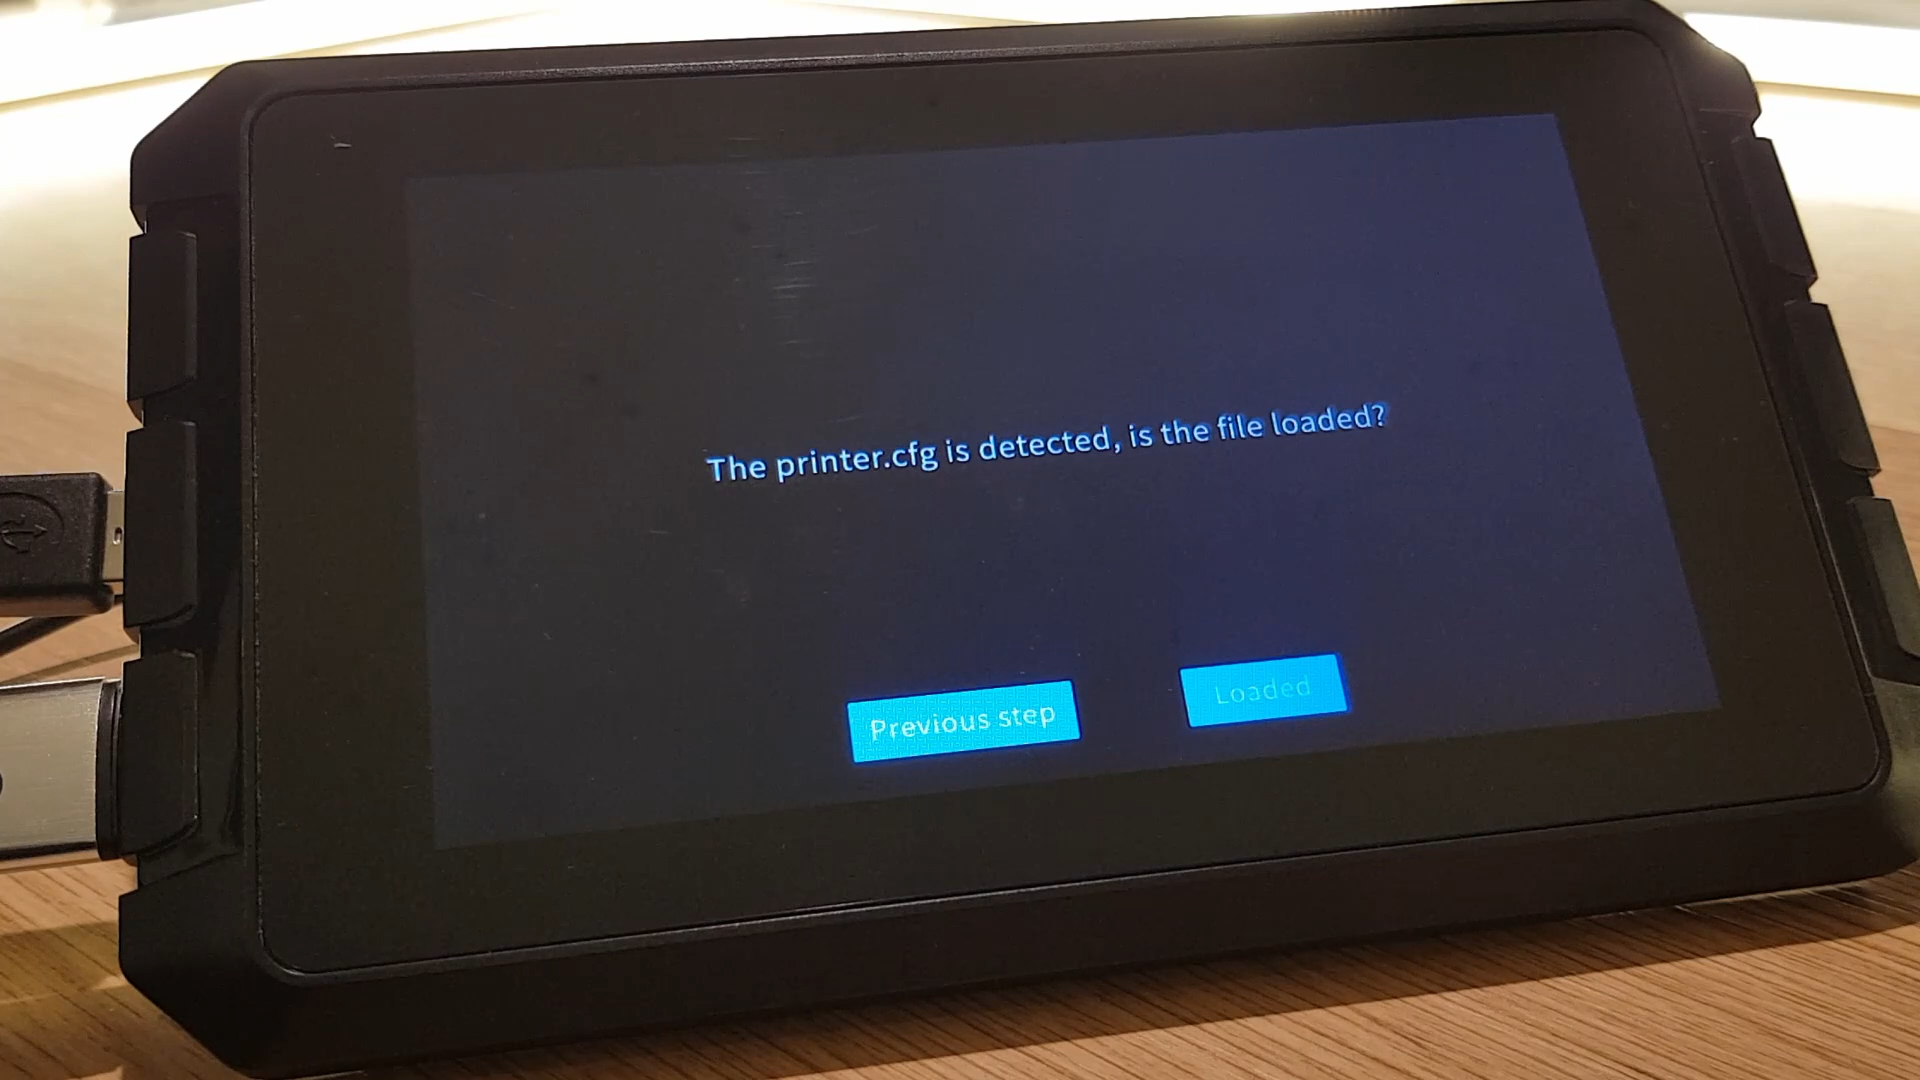 The printer.cfg is detected, is the file loaded?
Previous step
Loaded